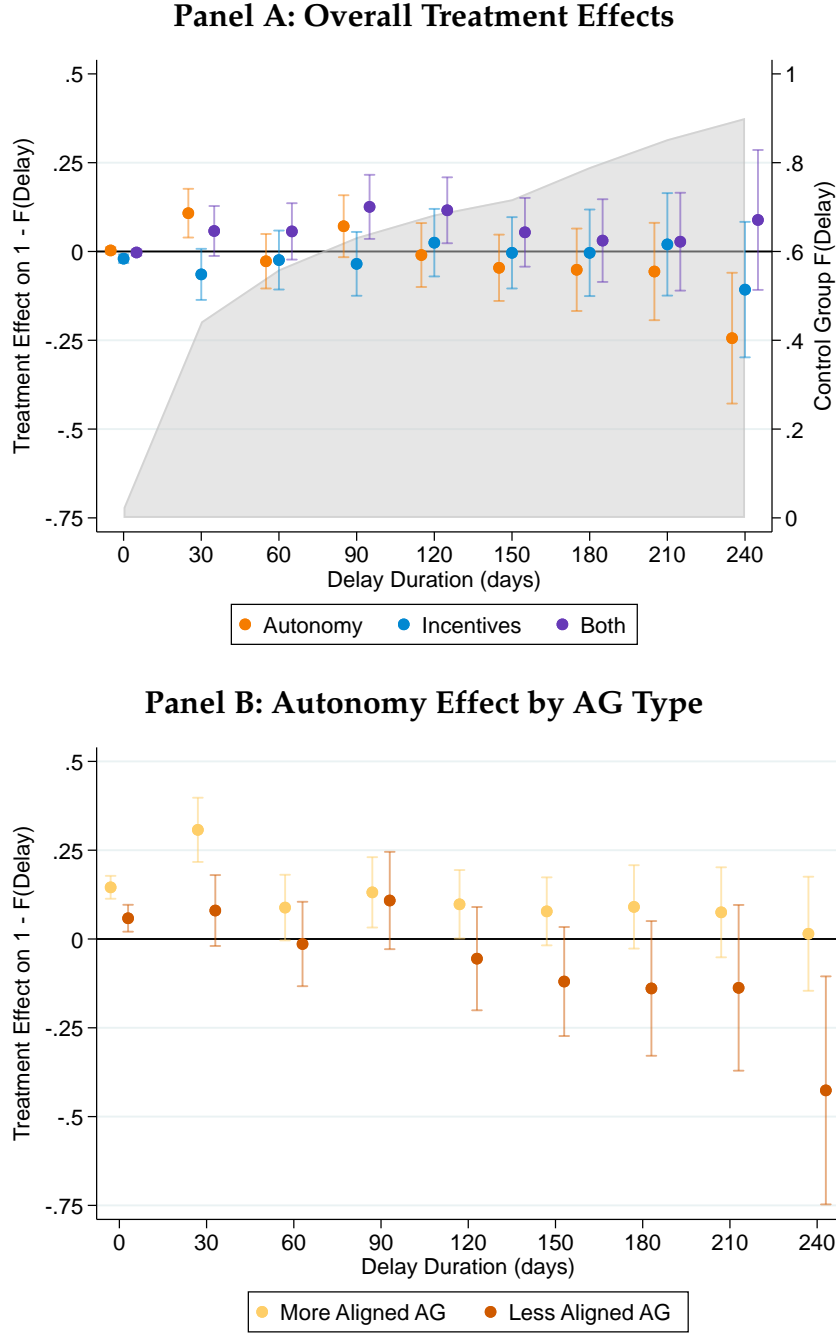 Panel A: Overall Treatment Effects
Treatment Effect on 1 - F(Delay)
.5
.25
0
-.25
-.5
-.75
1
.8
.6
.4
.2
0
Control Group F(Delay)
0 30 60 90 120 150 180 210 240
Delay Duration (days)
Autonomy Incentives Both
Panel B: Autonomy Effect by AG Type
Treatment Effect on 1 - F(Delay)
.5
.25
0
-.25
-.5
-.75
0 30 60 90 120 150 180 210 240
Delay Duration (days)
More Aligned AG Less Aligned AG